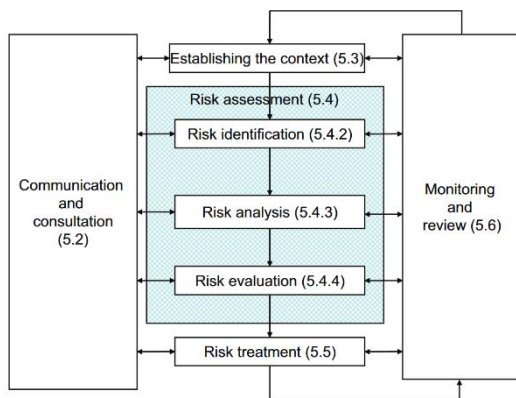 Establishing the context (5.3)
Risk assessment (5.4)
Risk identification (5.4.2)
Communication
and
consultation
(5.2)
Risk analysis (5.4.3)
Monitoring
and
review (5.6)
Risk evaluation (5.4.4)
Risk treatment (5.5)